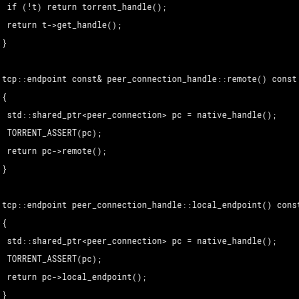 if (!t) return torrent_handle();
return t->get_handle();
}
tcp::endpoint const& peer_connection_handle::remote() const
{
std::shared_ptr<peer_connection> pc = native_handle();
TORRENT_ASSERT(pc);
return pc->remote();
}
tcp::endpoint peer_connection_handle::local_endpoint() const
{
std::shared_ptr<peer_connection> pc = native_handle();
TORRENT_ASSERT(pc);
return pc->local_endpoint();
}